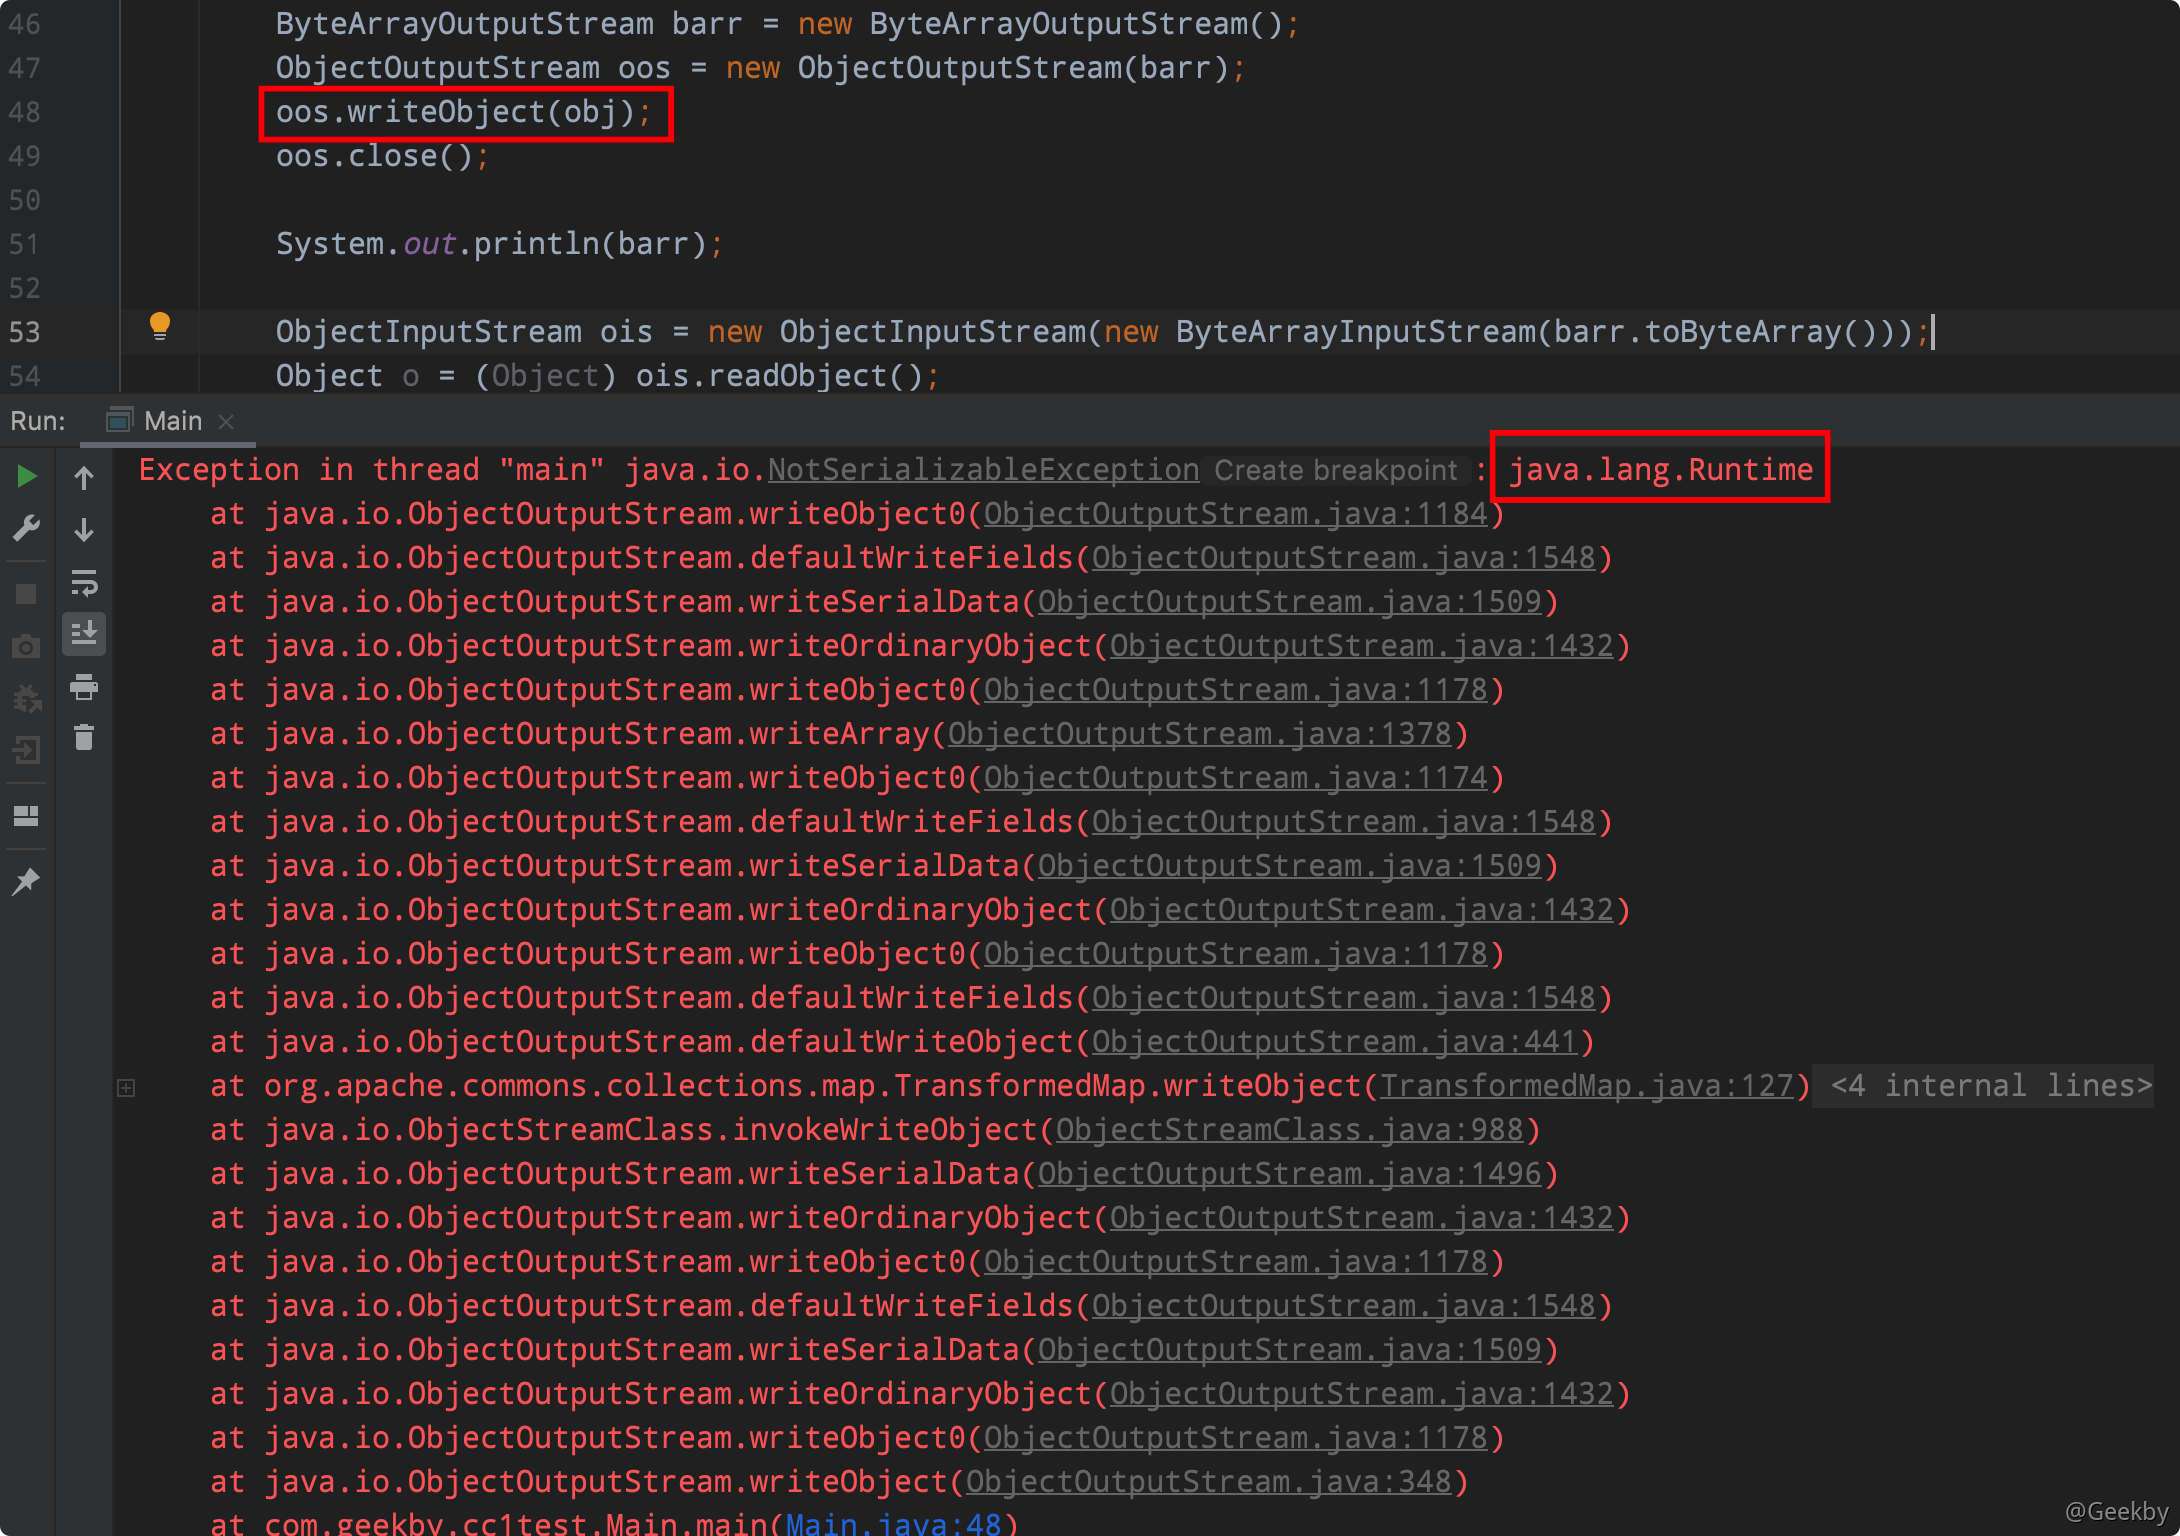 46 ByteArrayOutputStream barr = new ByteArrayOutputStream();
47 ObjectOutputStream oos = new ObjectOutputStream(barr);
48 oos.writeObject(obj);
49 oos.close();
50
51 System.out.println(barr);
52
53 ObjectInputStream ois = new ObjectInputStream(new ByteArrayInputStream(barr.toByteArray()));
54 Object o = (Object) ois.readObject();
Run: Main
Exception in thread "main" java.io.NotSerializableException Create breakpoint : java.lang.Runtime
at java.io.ObjectOutputStream.writeObject0(ObjectOutputStream.java:1184)
at java.io.ObjectOutputStream.defaultWriteFields(ObjectOutputStream.java:1548)
at java.io.ObjectOutputStream.writeSerialData(ObjectOutputStream.java:1509)
at java.io.ObjectOutputStream.writeOrdinaryObject(ObjectOutputStream.java:1432)
at java.io.ObjectOutputStream.writeObject0(ObjectOutputStream.java:1178)
at java.io.ObjectOutputStream.writeArray(ObjectOutputStream.java:1378)
at java.io.ObjectOutputStream.writeObject0(ObjectOutputStream.java:1174)
at java.io.ObjectOutputStream.defaultWriteFields(ObjectOutputStream.java:1548)
at java.io.ObjectOutputStream.writeSerialData(ObjectOutputStream.java:1509)
at java.io.ObjectOutputStream.writeOrdinaryObject(ObjectOutputStream.java:1432)
at java.io.ObjectOutputStream.writeObject0(ObjectOutputStream.java:1178)
at java.io.ObjectOutputStream.defaultWriteFields(ObjectOutputStream.java:1548)
at java.io.ObjectOutputStream.defaultWriteObject(ObjectOutputStream.java:441)
at org.apache.commons.collections.map.TransformedMap.writeObject(TransformedMap.java:127) <4 internal lines>
at java.io.ObjectStreamClass.invokeWriteObject(ObjectStreamClass.java:988)
at java.io.ObjectOutputStream.writeSerialData(ObjectOutputStream.java:1496)
at java.io.ObjectOutputStream.writeOrdinaryObject(ObjectOutputStream.java:1432)
at java.io.ObjectOutputStream.writeObject0(ObjectOutputStream.java:1178)
at java.io.ObjectOutputStream.defaultWriteFields(ObjectOutputStream.java:1548)
at java.io.ObjectOutputStream.writeSerialData(ObjectOutputStream.java:1509)
at java.io.ObjectOutputStream.writeOrdinaryObject(ObjectOutputStream.java:1432)
at java.io.ObjectOutputStream.writeObject0(ObjectOutputStream.java:1178)
at java.io.ObjectOutputStream.writeObject(ObjectOutputStream.java:348)
at com.geekby.cc1test.Main.main(Main.java:48)
@Geekby